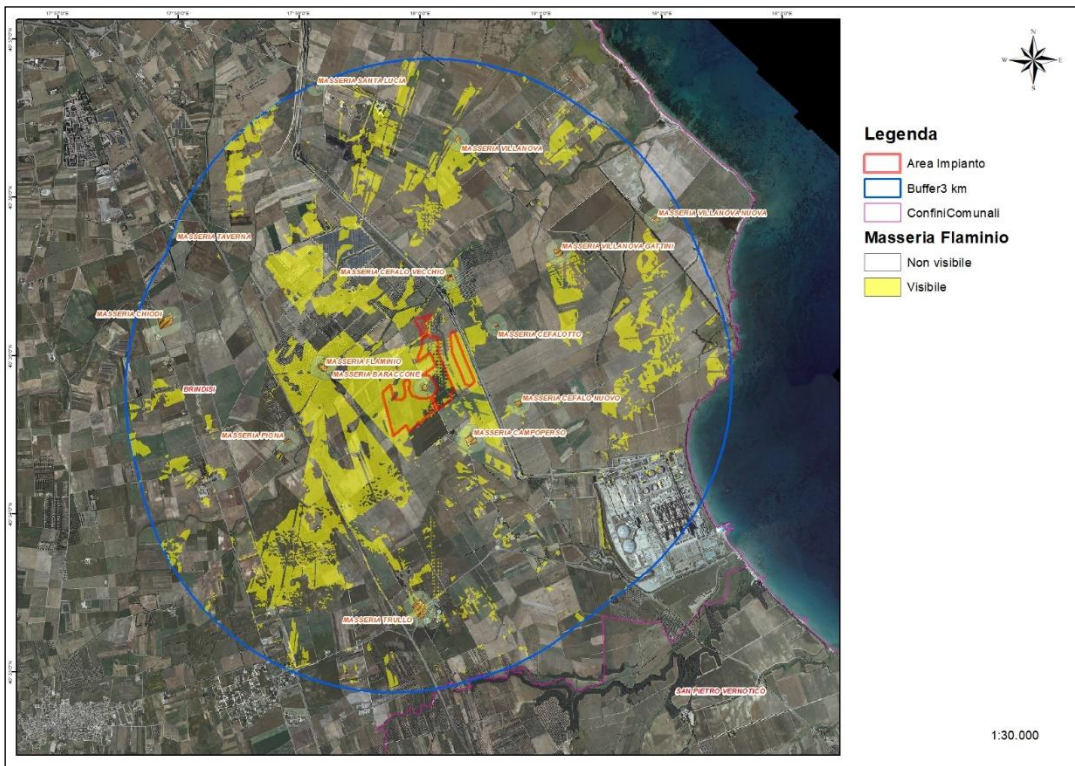 N
W
E
S
Legenda
Area Impianto
Buffer3 km
ConfiniComunali
Masseria Flaminio
Non visibile
Visibile
MASSERIA SANTA LUCIA
MASSERIA VILLANOVA
MASSERIA VILLANOVA NUOVA
MASSERIA TAVERNA
MASSERIA VILLANOVA GATTINI
MASSERIA CEFALO VECCHIO
MASSERIA CHIODI
MASSERIA CEFALOTTO
MASSERIA FLAMINIO
MASSERIA BARACCONE
BRINDISI
MASSERIA CEFALO NUOVO
MASSERIA PIGNA
MASSERIA CAMPOPERSO
MASSERIA TRULLO
SAN PIETRO VERNOTICO
1:30.000